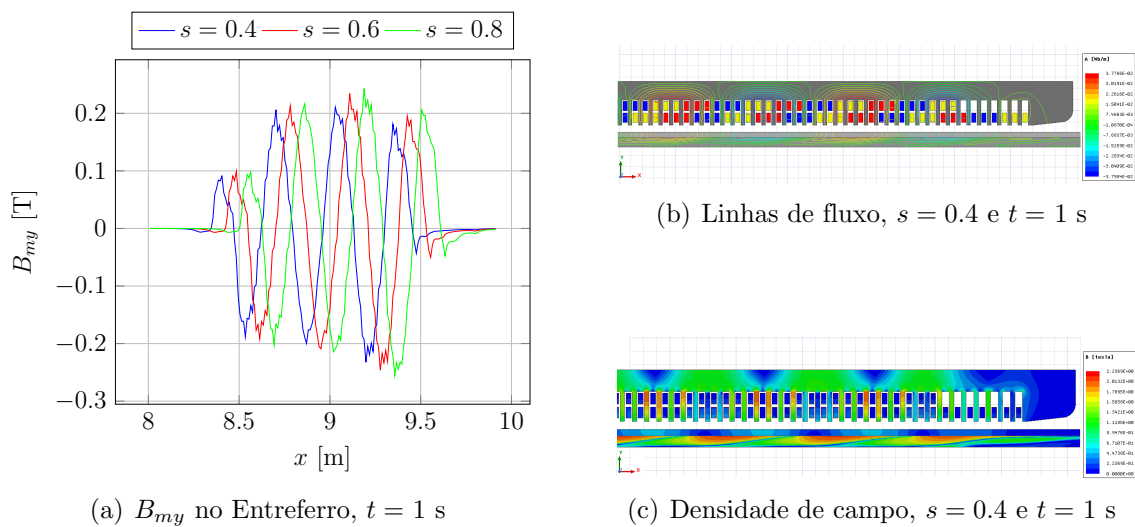 s = 0.4 s = 0.6 s = 0.8
0.2
0.1
0
−0.1
−0.2
−0.3
B_my [T]
8 8.5 9 9.5 10
x [m]
(a) B_my no Entreferro, t = 1 s
A [Wb/m]
Y
X
(b) Linhas de fluxo, s = 0.4 e t = 1 s
B [tesla]
Y
X
(c) Densidade de campo, s = 0.4 e t = 1 s